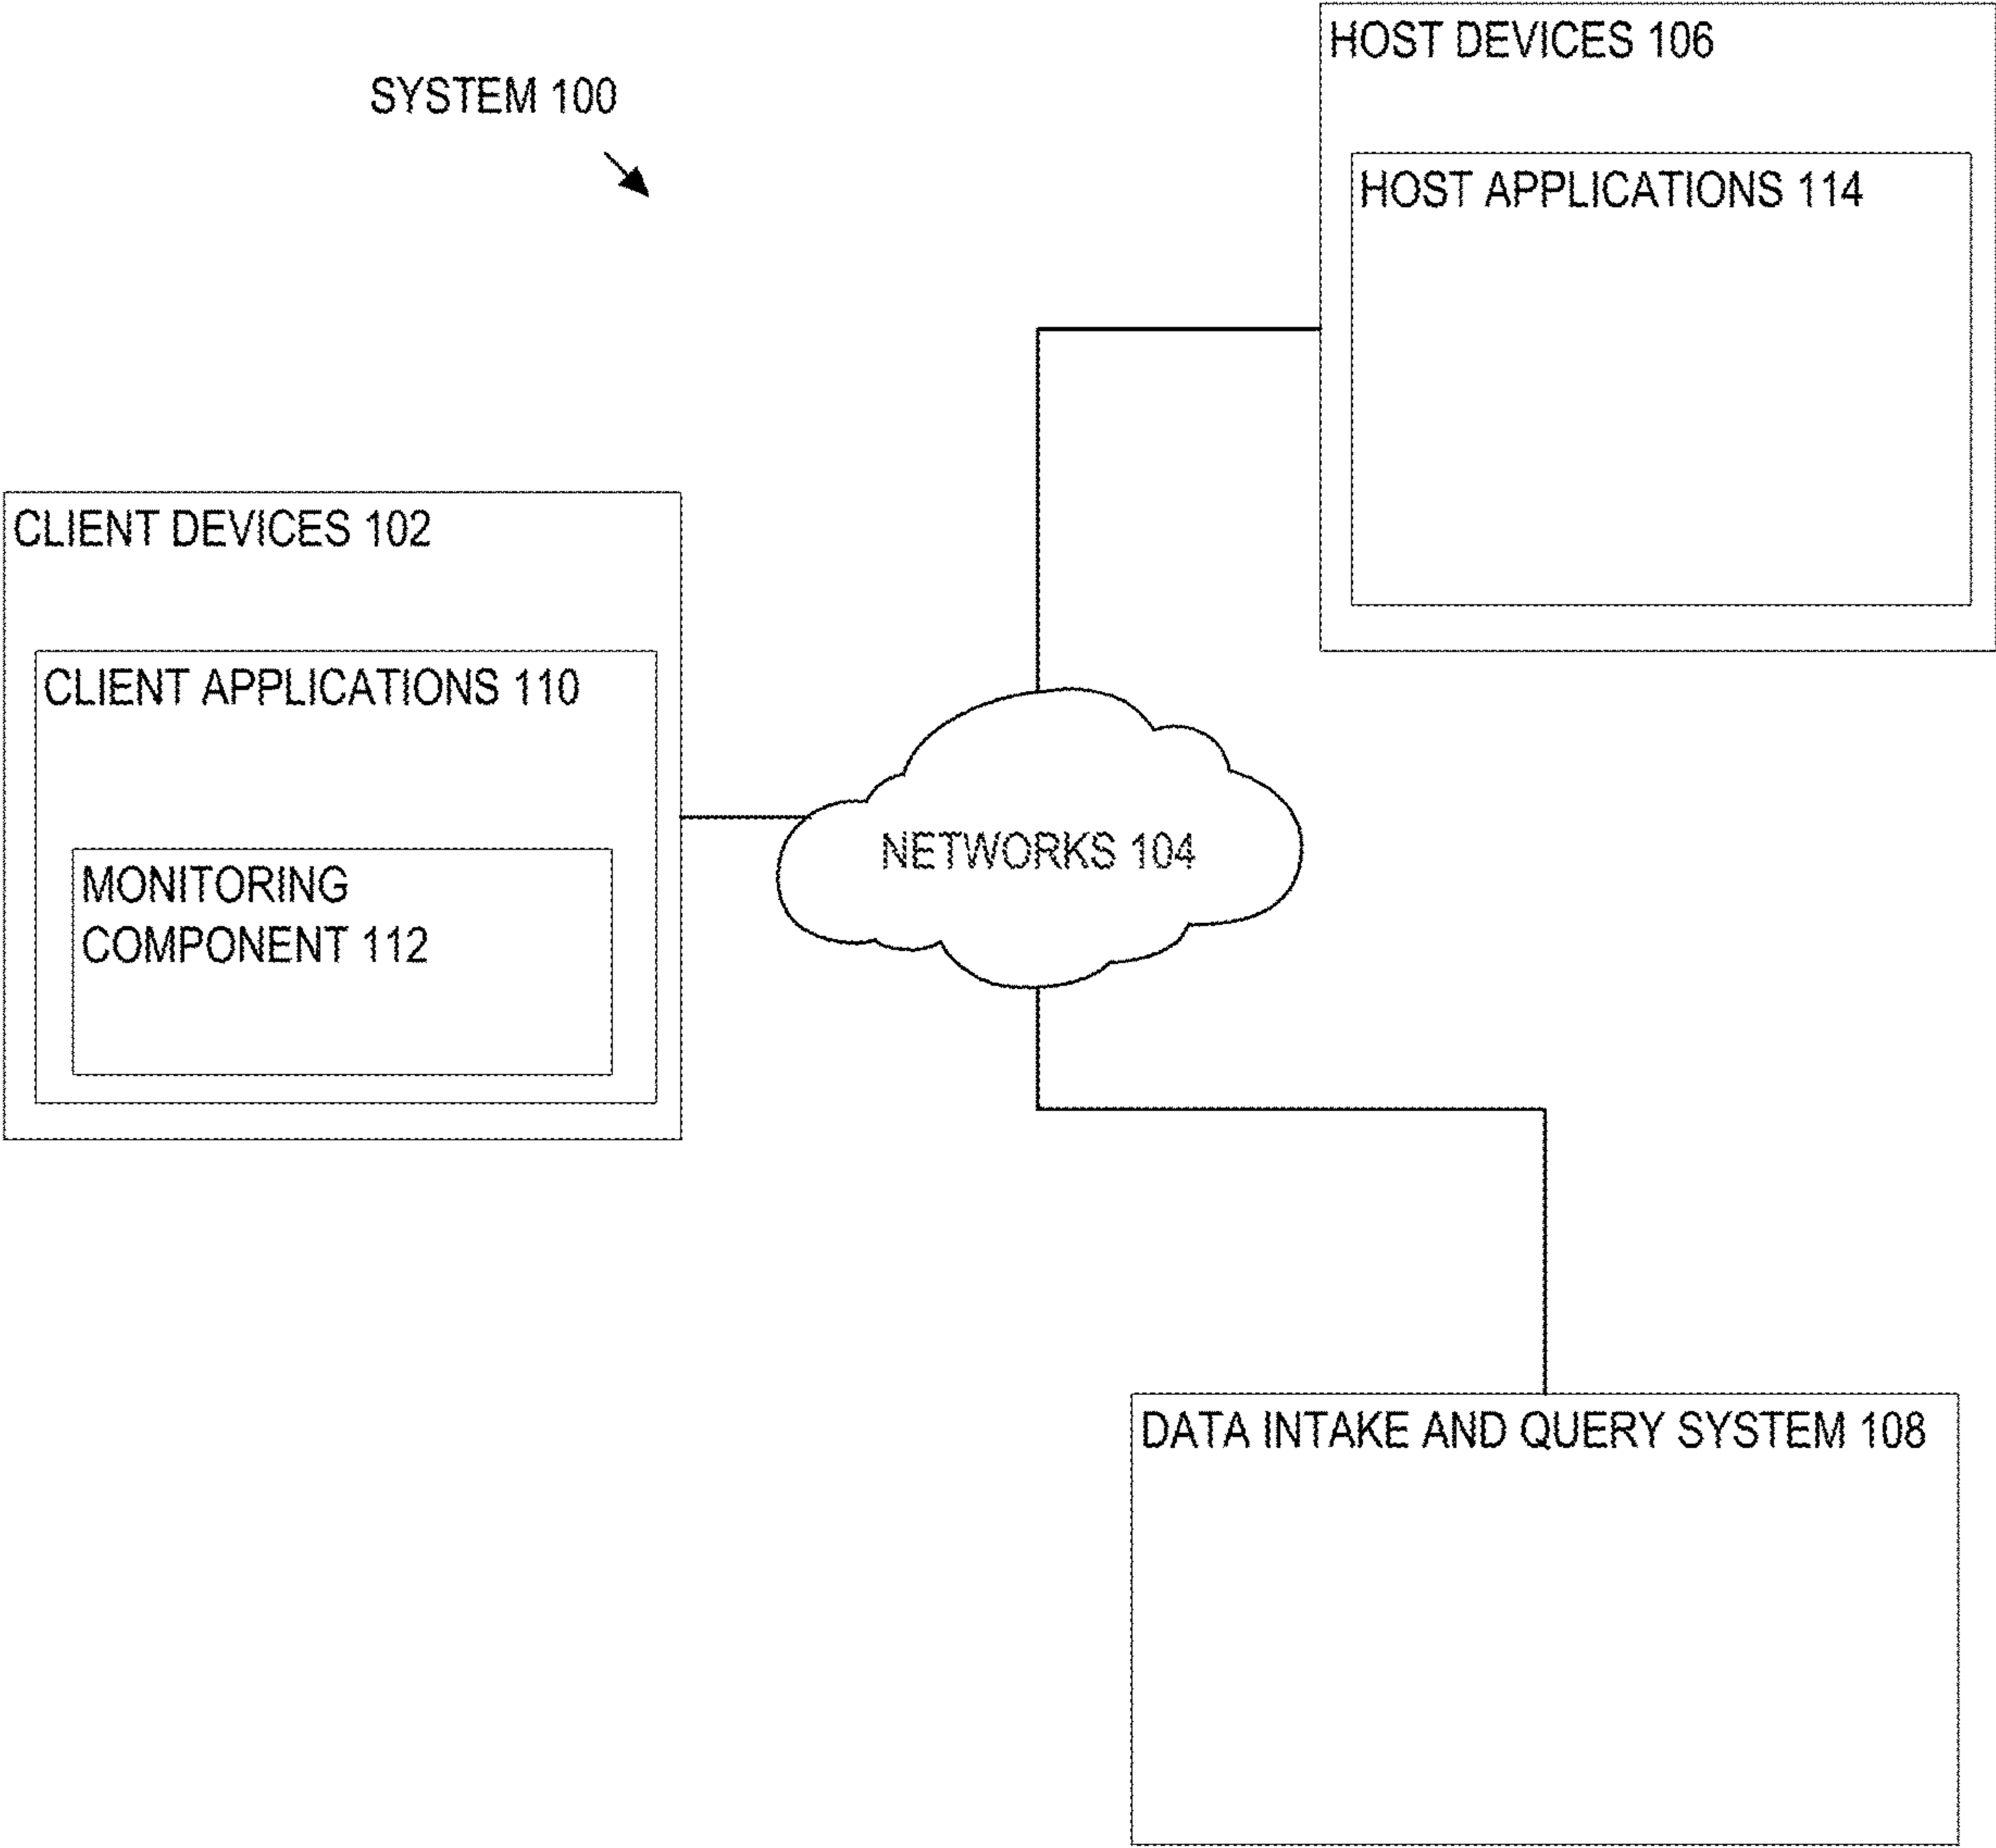 SYSTEM 100
HOST DEVICES 106
HOST APPLICATIONS 114
CLIENT DEVICES 102
CLIENT APPLICATIONS 110
MONITORING
COMPONENT 112
NETWORKS 104
DATA INTAKE AND QUERY SYSTEM 108